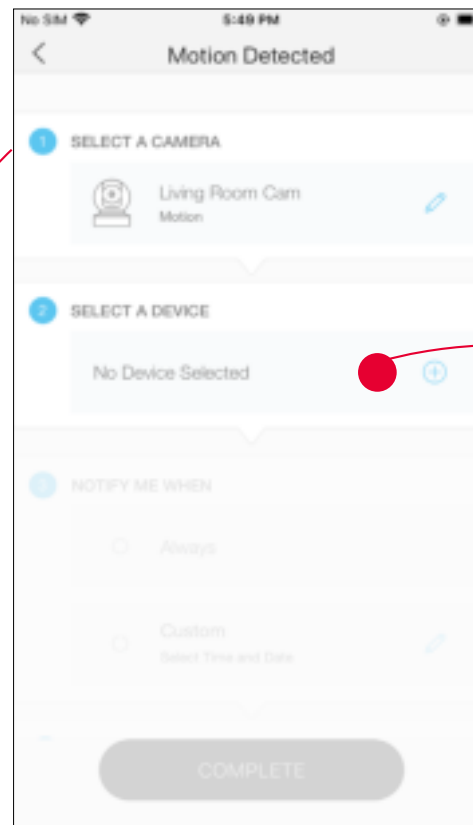 No SIM 5:49 PM
Motion Detected
1 SELECT A CAMERA
Living Room Cam
Motion
2 SELECT A DEVICE
No Device Selected
3 NOTIFY ME WHEN
Always
Custom
Select Time and Date
COMPLETE